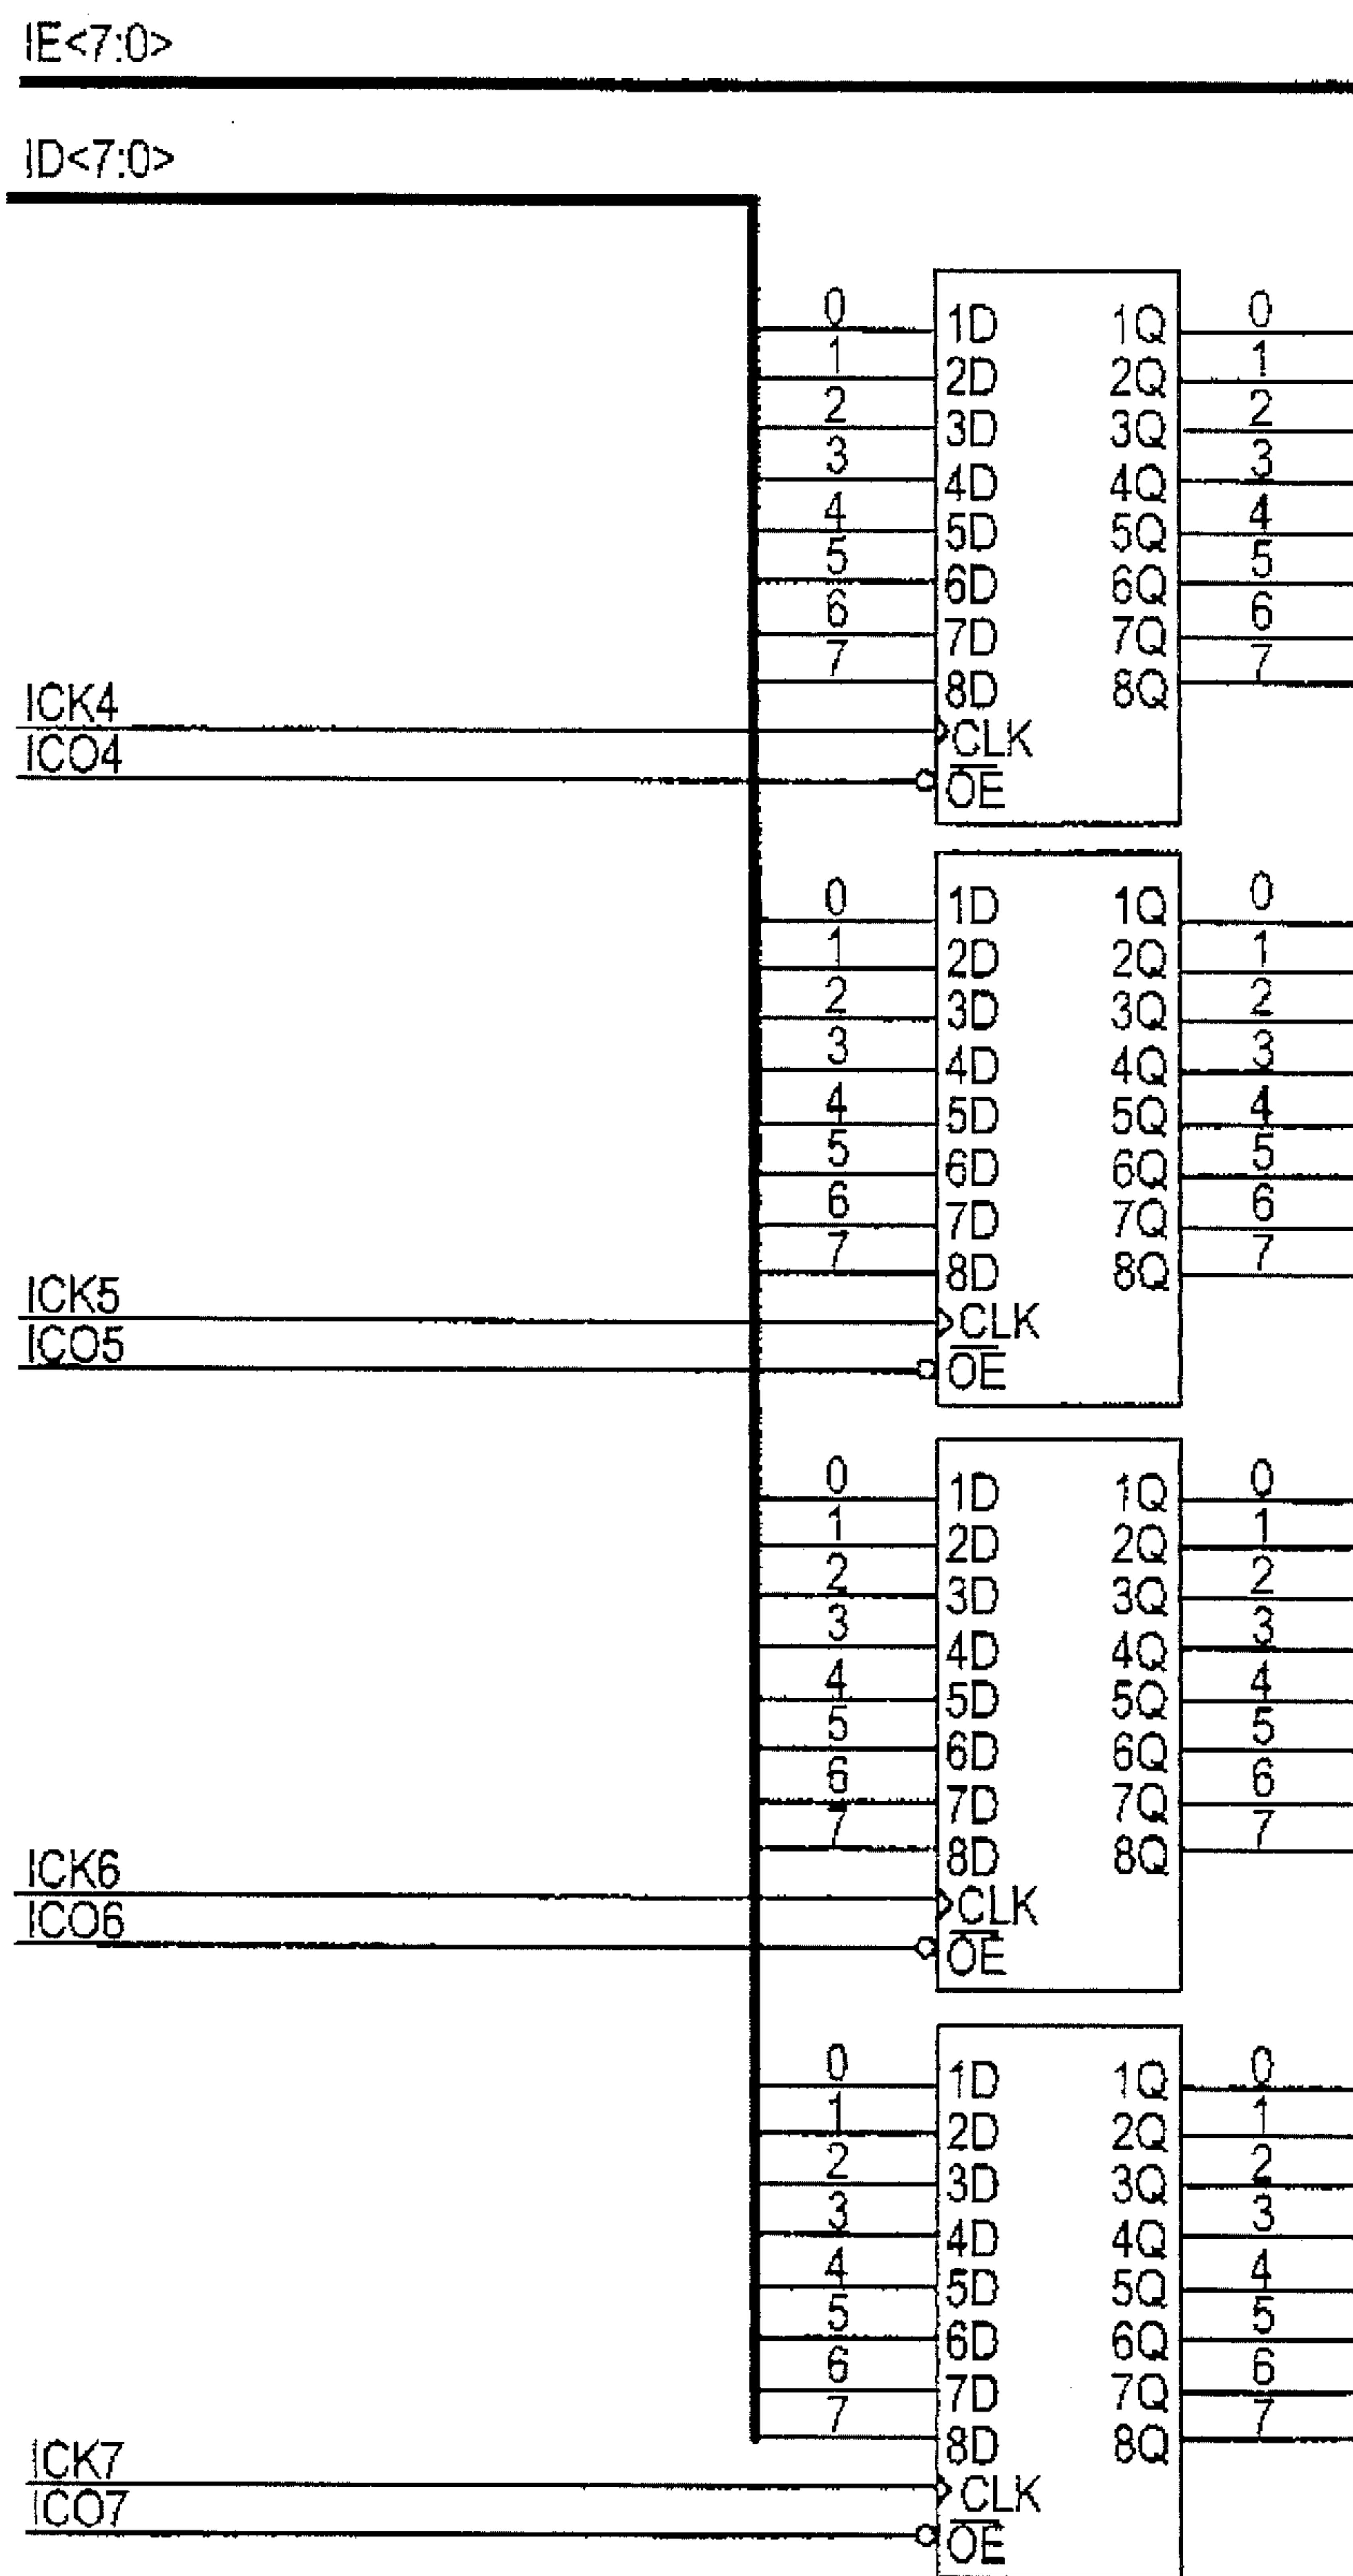 IE<7:0>
ID<7:0>
0 1D 1Q 0
1 2D 2Q 1
2 3D 3Q 2
3 4D 4Q 3
4 5D 5Q 4
5 6D 6Q 5
6 7D 7Q 6
7 8D 8Q 7
ICK4 CLK
ICO4 OE
0 1D 1Q 0
1 2D 2Q 1
2 3D 3Q 2
3 4D 4Q 3
4 5D 5Q 4
5 6D 6Q 5
6 7D 7Q 6
7 8D 8Q 7
ICK5 CLK
ICO5 OE
0 1D 1Q 0
1 2D 2Q 1
2 3D 3Q 2
3 4D 4Q 3
4 5D 5Q 4
5 6D 6Q 5
6 7D 7Q 6
7 8D 8Q 7
ICK6 CLK
ICO6 OE
0 1D 1Q 0
1 2D 2Q 1
2 3D 3Q 2
3 4D 4Q 3
4 5D 5Q 4
5 6D 6Q 5
6 7D 7Q 6
7 8D 8Q 7
ICK7 CLK
ICO7 OE